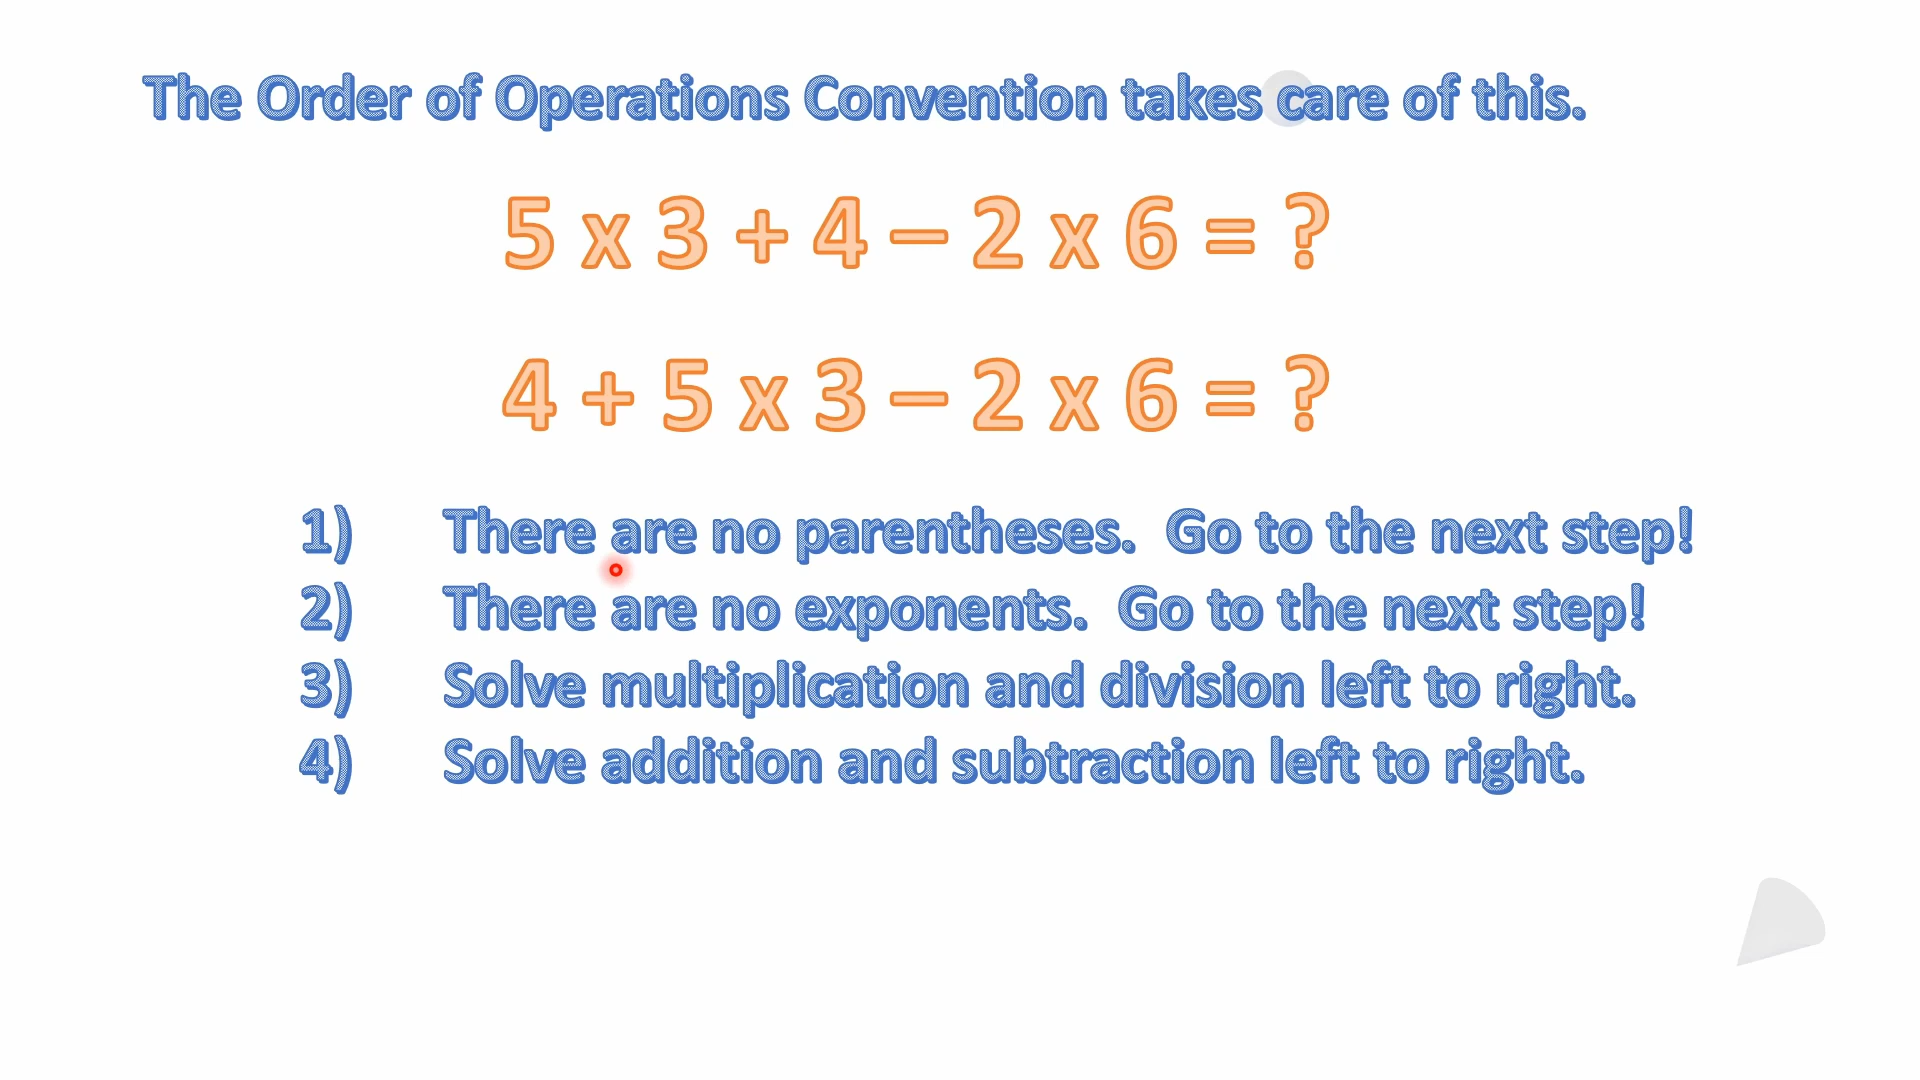 The Order of Operations Convention takes care of this.
5 x 3 + 4 – 2 x 6 = ?
4 + 5 x 3 – 2 x 6 = ?
1) There are no parentheses. Go to the next step!
2) There are no exponents. Go to the next step!
3) Solve multiplication and division left to right.
4) Solve addition and subtraction left to right.